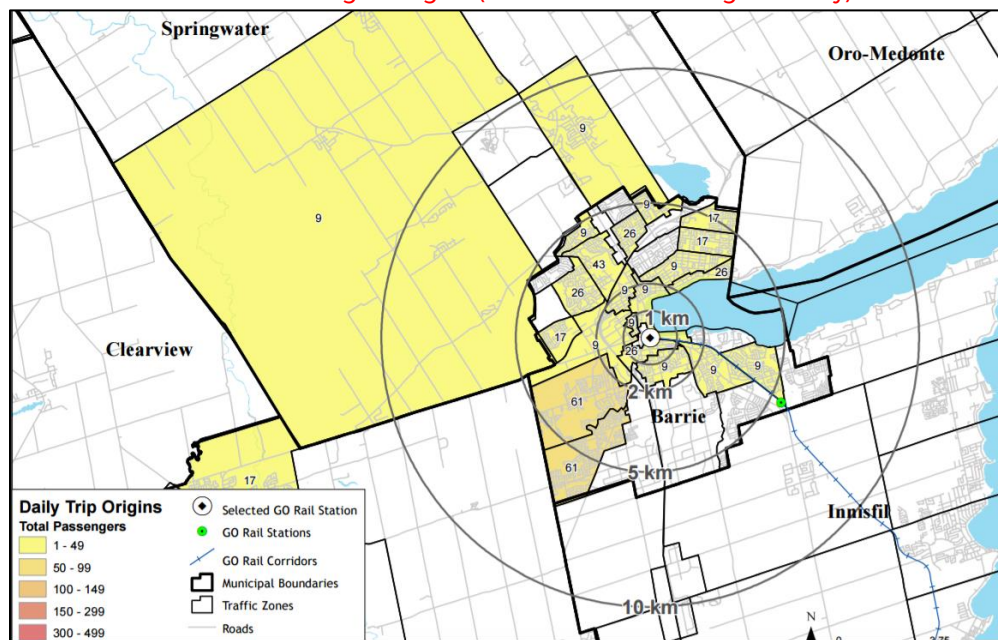 Springwater
Oro-Medonte
9
9
9
17
9
26
17
43
9
26
26
9
9
1 km
9
Clearview
17
9
26
9
9
9
2 km
61
Barrie
5 km
61
17
Innisfil
10 km
N
Daily Trip Origins
Total Passengers
1 - 49
50 - 99
100 - 149
150 - 299
300 - 499
Selected GO Rail Station
GO Rail Stations
GO Rail Corridors
Municipal Boundaries
Traffic Zones
Roads